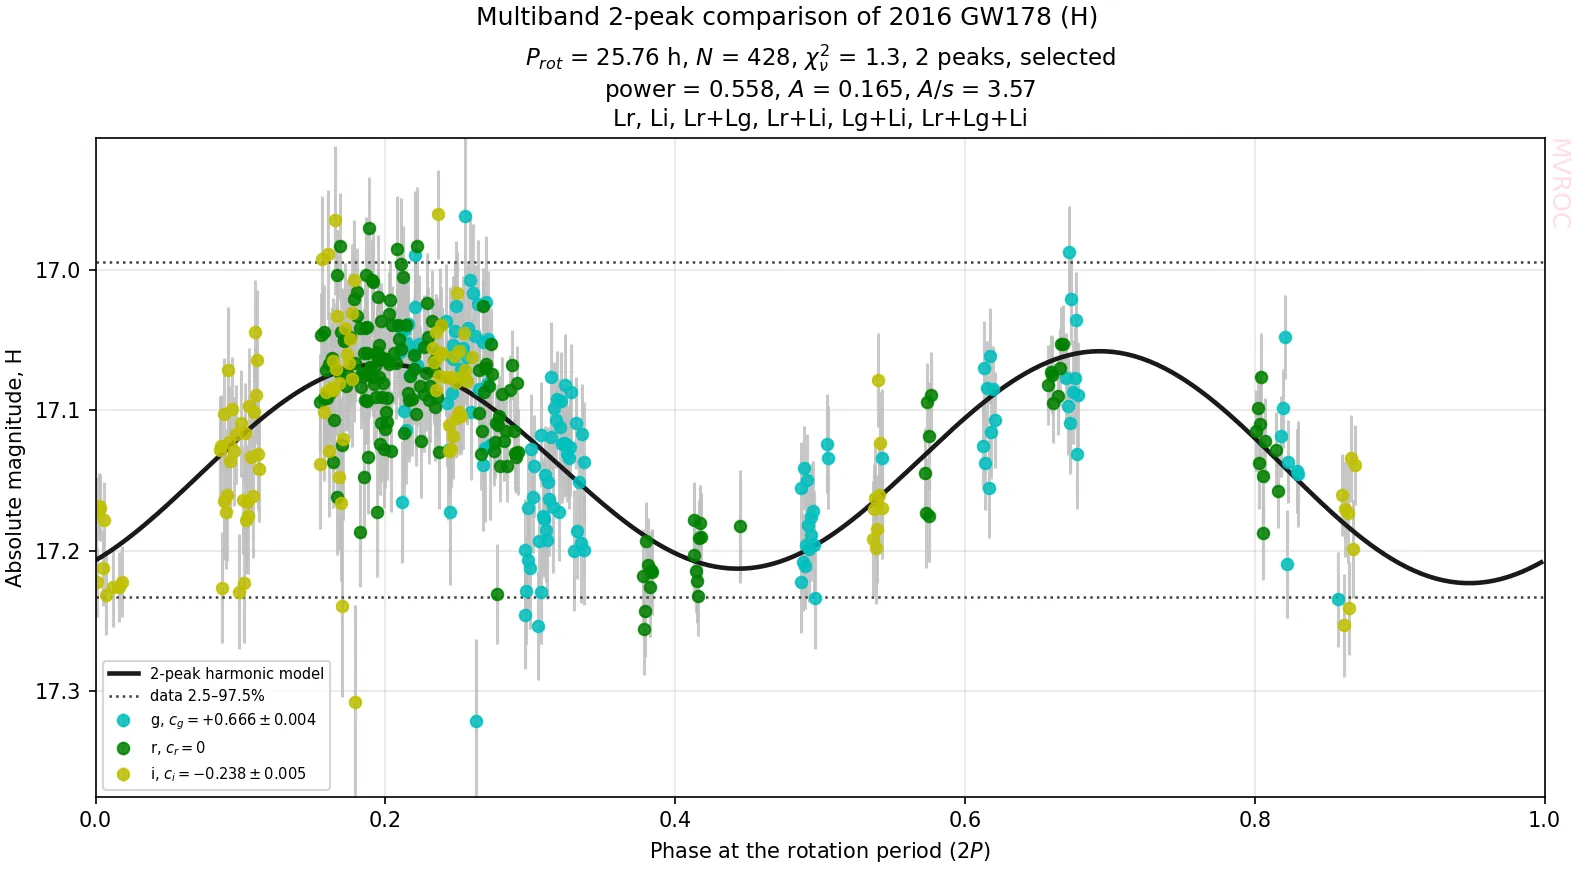 Multiband 2-peak comparison of 2016 GW178 (H)
P_rot = 25.76 h, N = 428, χ²_ν = 1.3, 2 peaks, selected
power = 0.558, A = 0.165, A/s = 3.57
Lr, Li, Lr+Lg, Lr+Li, Lg+Li, Lr+Lg+Li
MVROC
Absolute magnitude, H
17.0
17.1
17.2
17.3
2-peak harmonic model
data 2.5–97.5%
g, c_g = +0.666 ± 0.004
r, c_r = 0
i, c_i = −0.238 ± 0.005
0.0 0.2 0.4 0.6 0.8 1.0
Phase at the rotation period (2P)